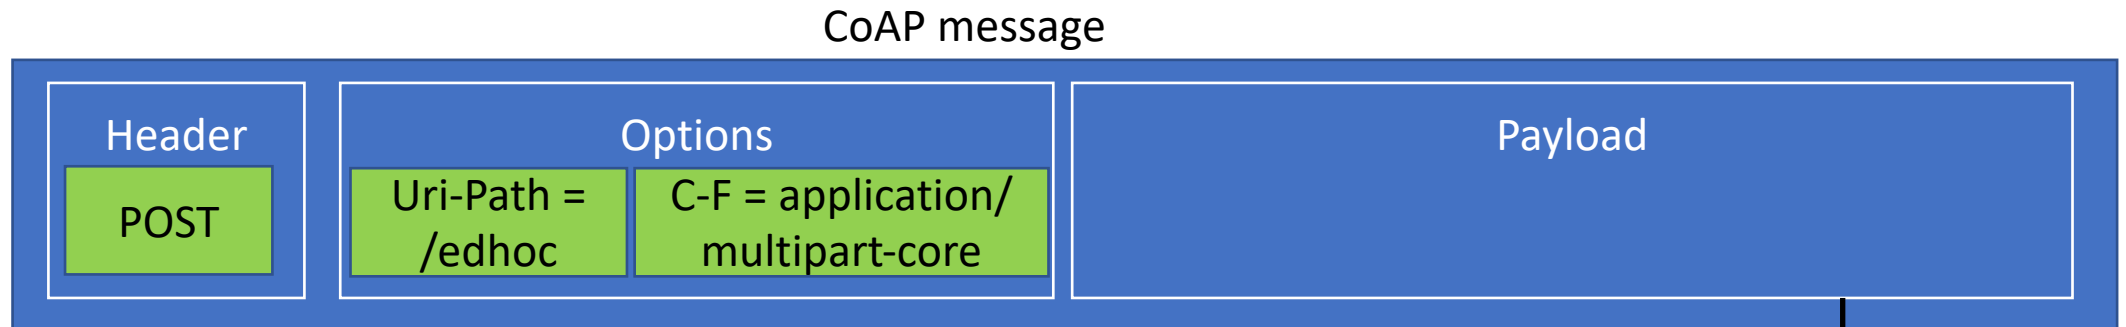 CoAP message
Header
Options
Payload
POST
Uri-Path =
/edhoc
C-F = application/
multipart-core